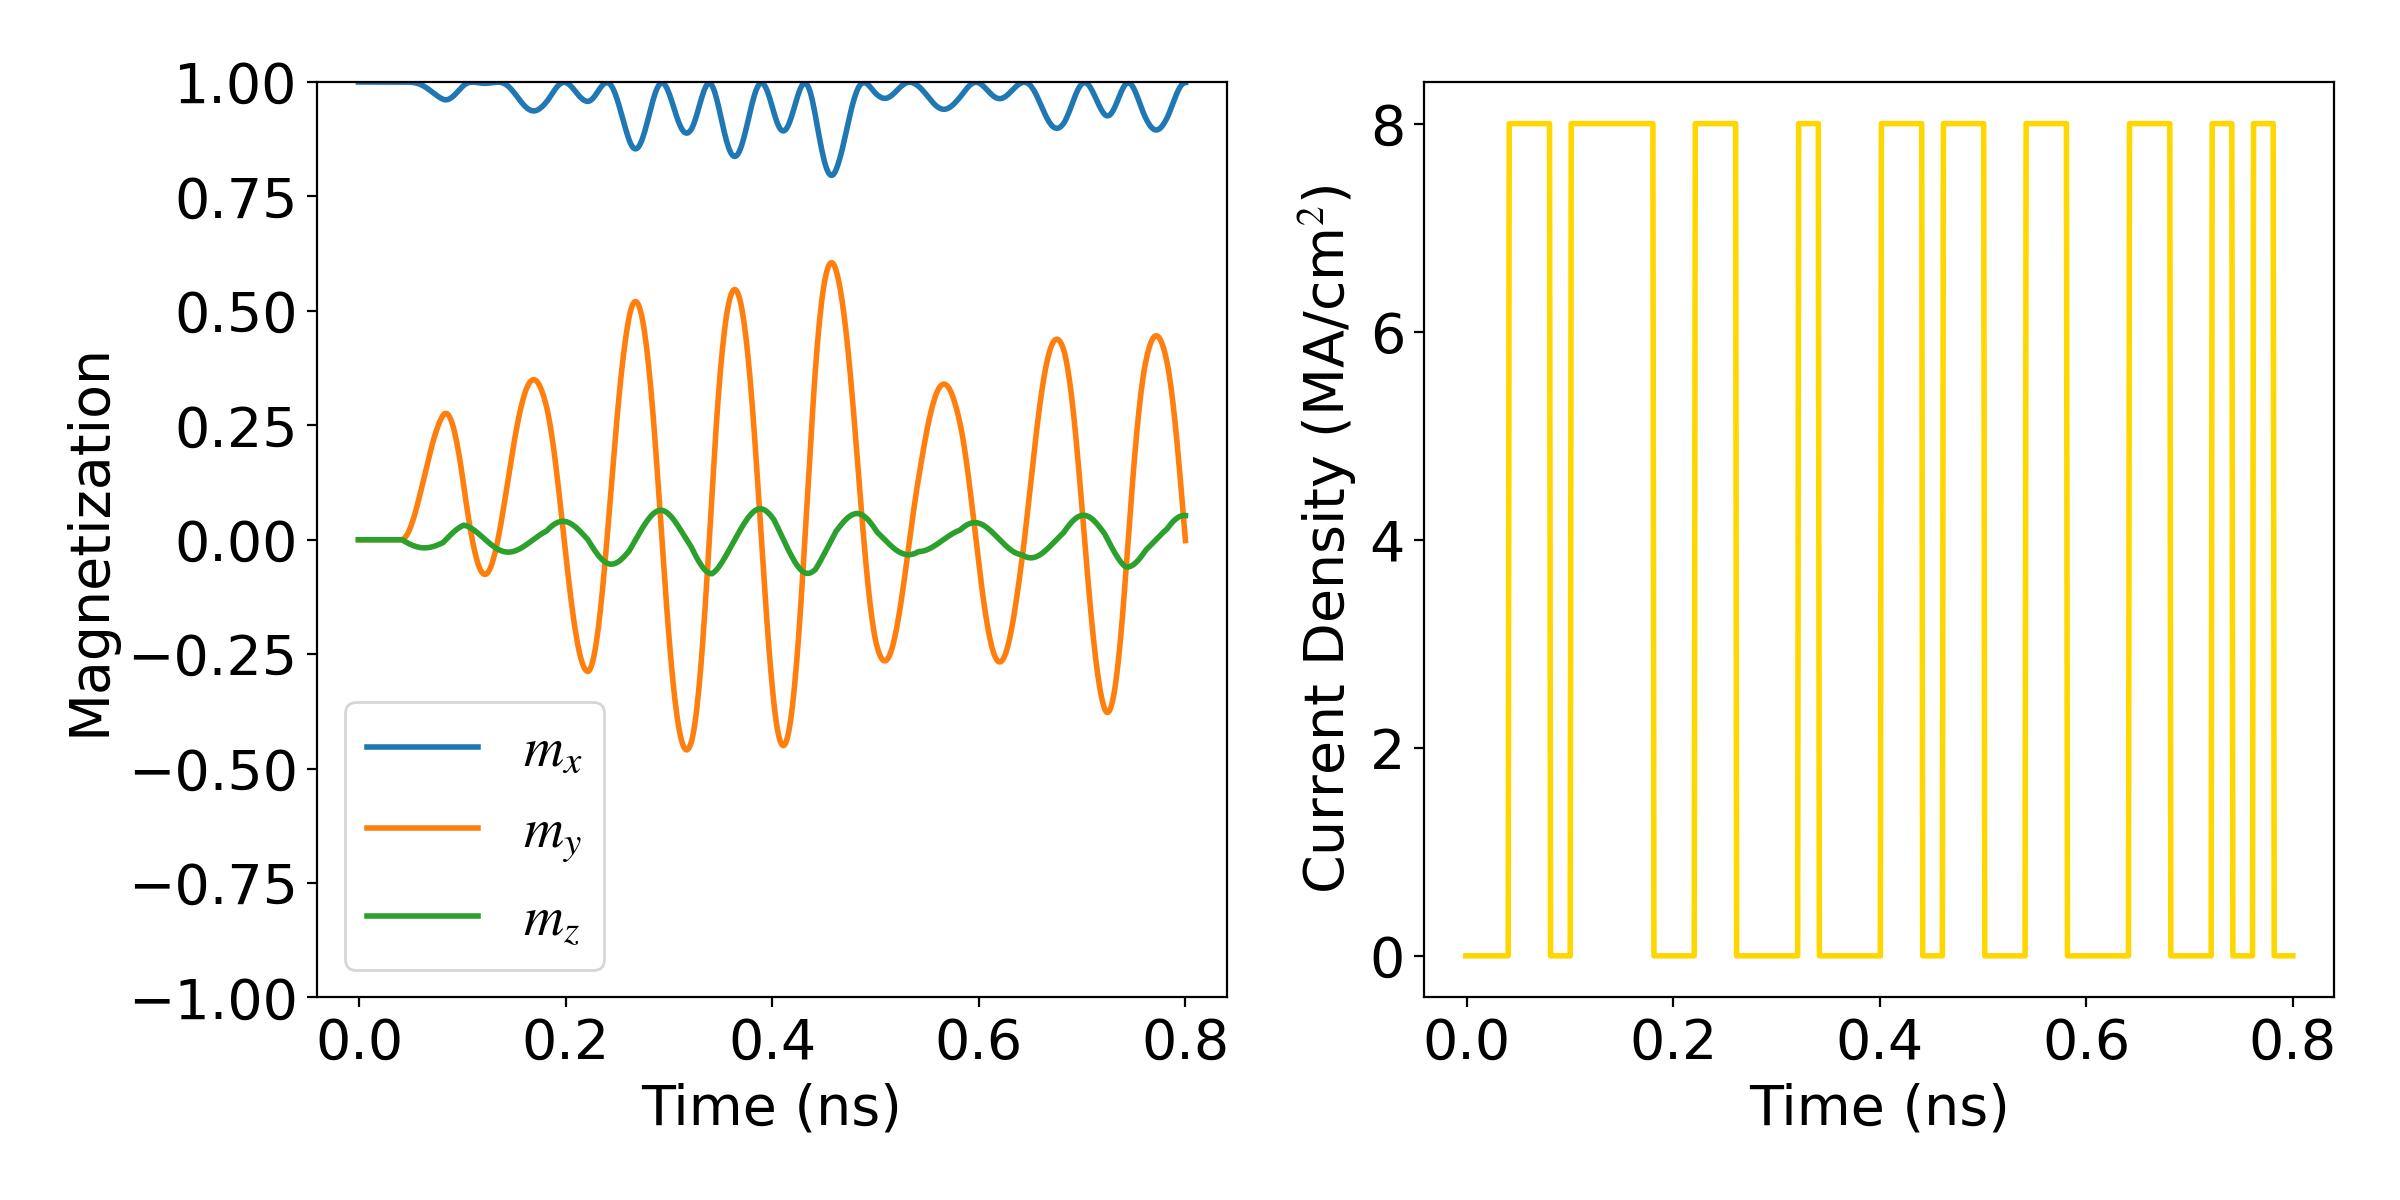 Magnetization
1.00
0.75
0.50
0.25
0.00
−0.25
−0.50
−0.75
−1.00
0.0 0.2 0.4 0.6 0.8
Time (ns)
m_x
m_y
m_z
Current Density (MA/cm²)
8
6
4
2
0
0.0 0.2 0.4 0.6 0.8
Time (ns)